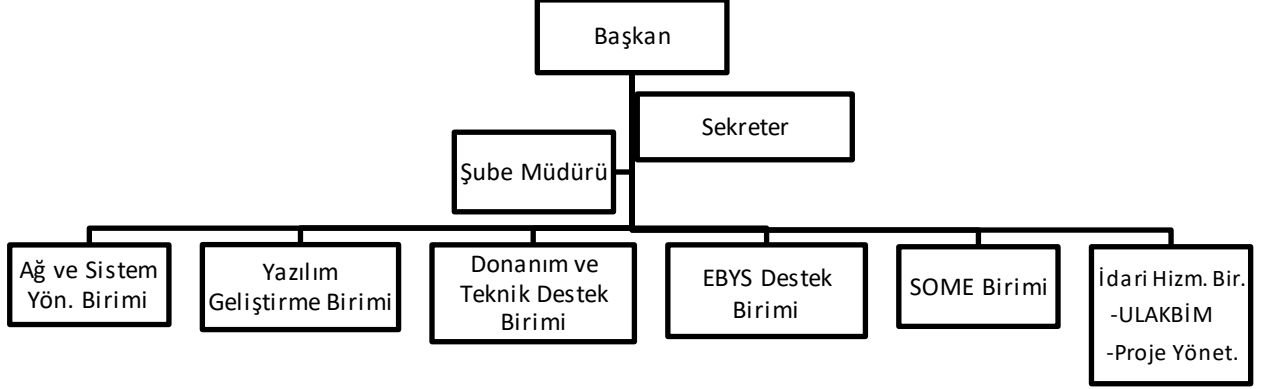 Başkan
Sekreter
Şube Müdürü
Ağ ve Sistem
Yön. Birimi
Yazılım
Geliştirme Birimi
Donanım ve
Teknik Destek
Birimi
EBYS Destek
Birimi
SOME Birimi
İdari Hizm. Bir.
-ULAKBİM
-Proje Yönet.